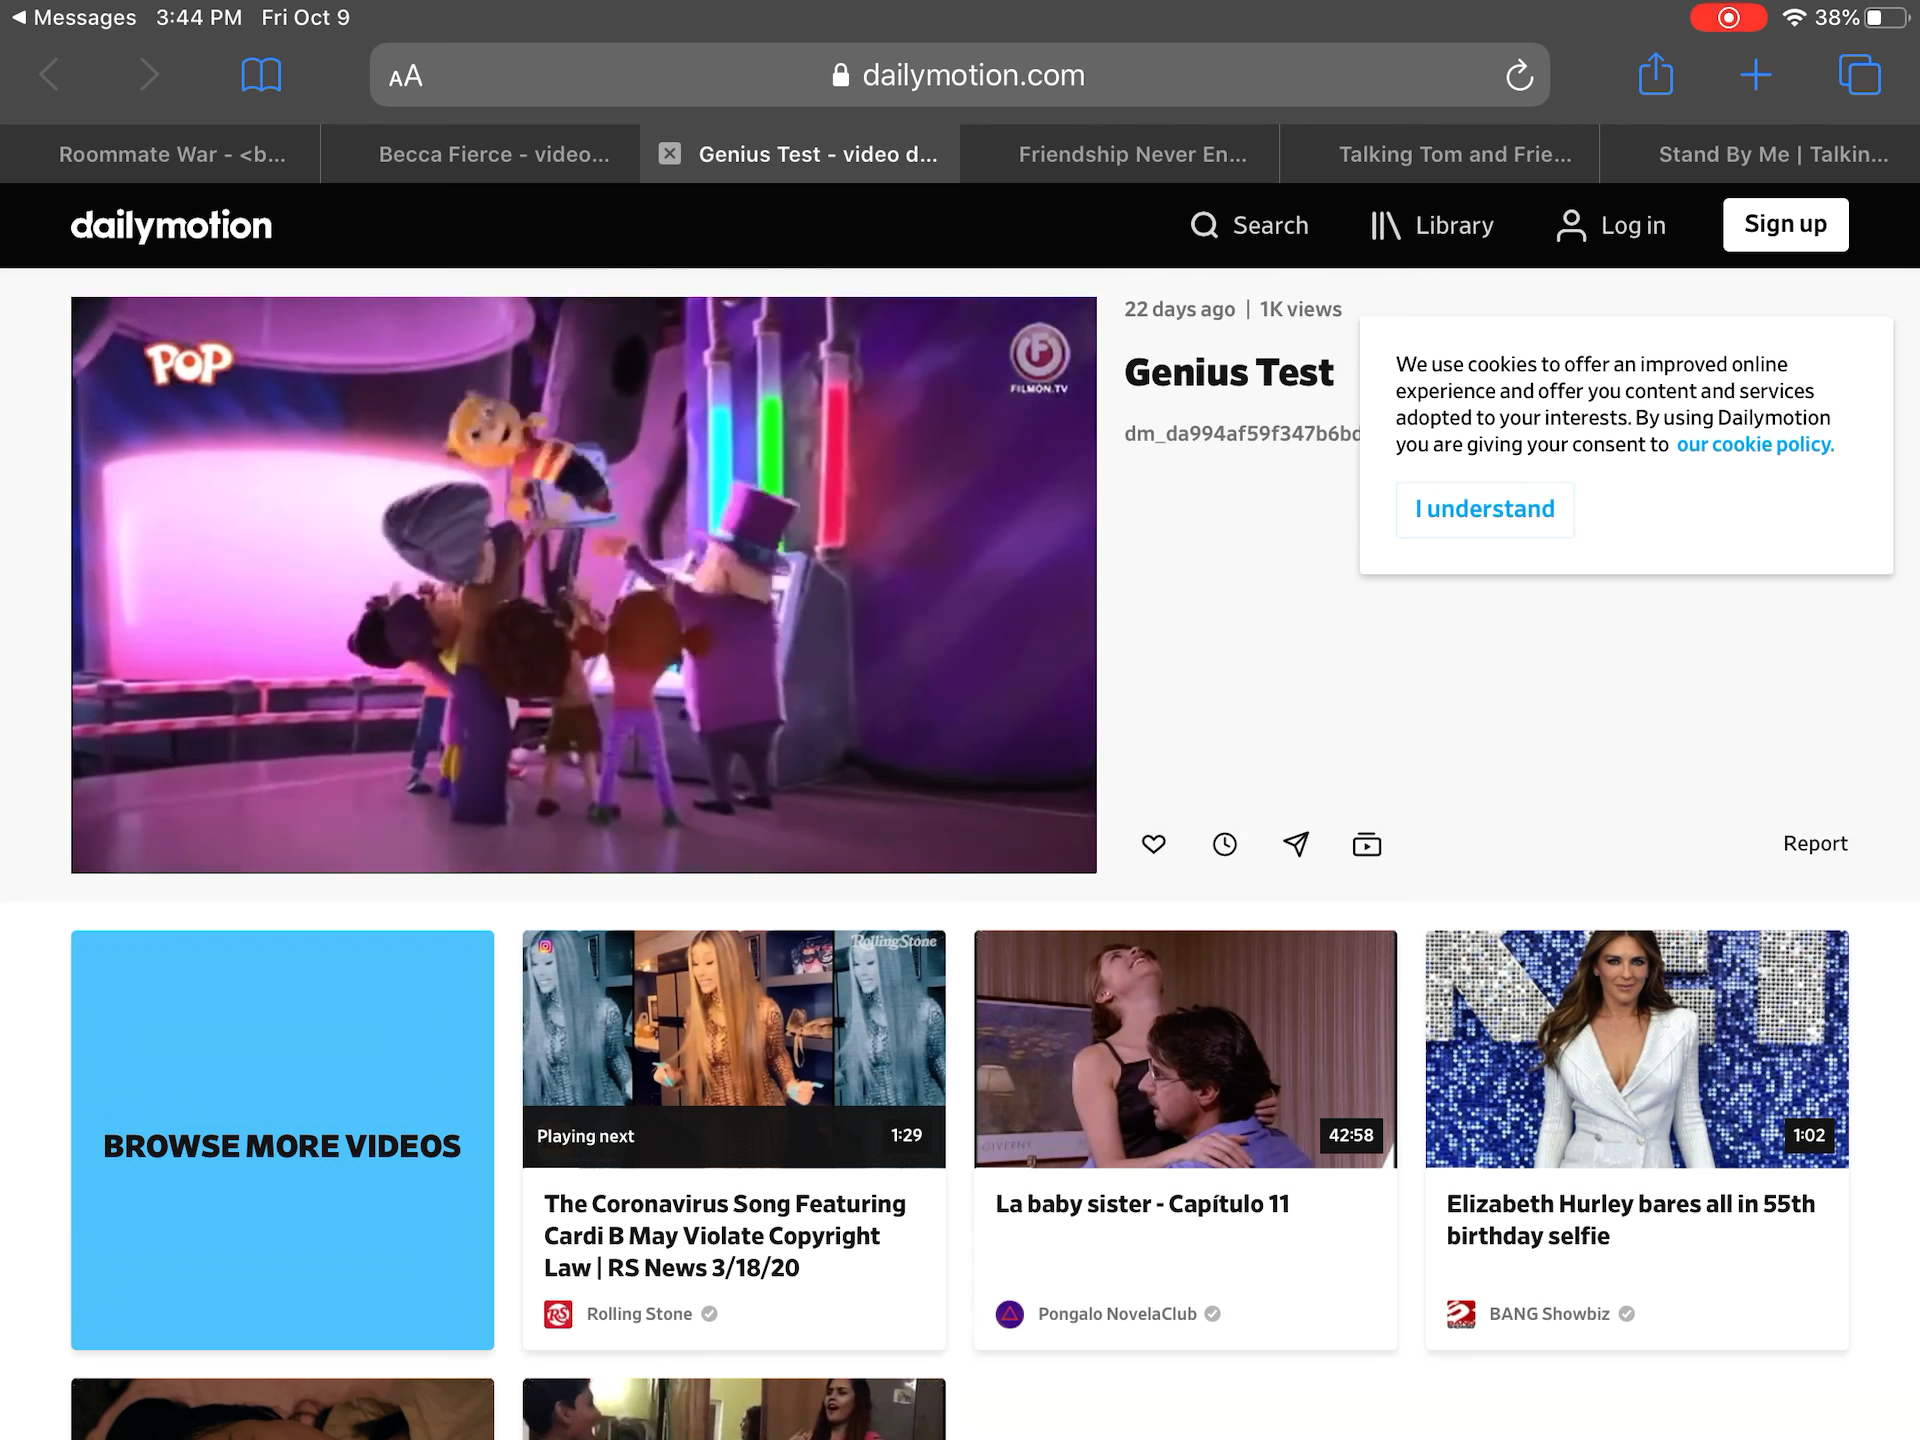 Messages 3:44 PM Fri Oct 9
38%
AA
dailymotion.com
Roommate War - <b...
Becca Fierce - video...
Genius Test - video d...
Friendship Never En...
Talking Tom and Frie...
Stand By Me | Talkin...
dailymotion
Search
Library
Log in
Sign up
POP
F
FILMON.TV
22 days ago | 1K views
Genius Test
dm_da994af59f347b6bd
We use cookies to offer an improved online
experience and offer you content and services
adopted to your interests. By using Dailymotion
you are giving your consent to our cookie policy.
I understand
Report
BROWSE MORE VIDEOS
RollingStone
Playing next
1:29
The Coronavirus Song Featuring
Cardi B May Violate Copyright
Law | RS News 3/18/20
RS
Rolling Stone
GIVERNY
42:58
La baby sister - Capítulo 11
Pongalo NovelaClub
1:02
Elizabeth Hurley bares all in 55th
birthday selfie
BANG Showbiz